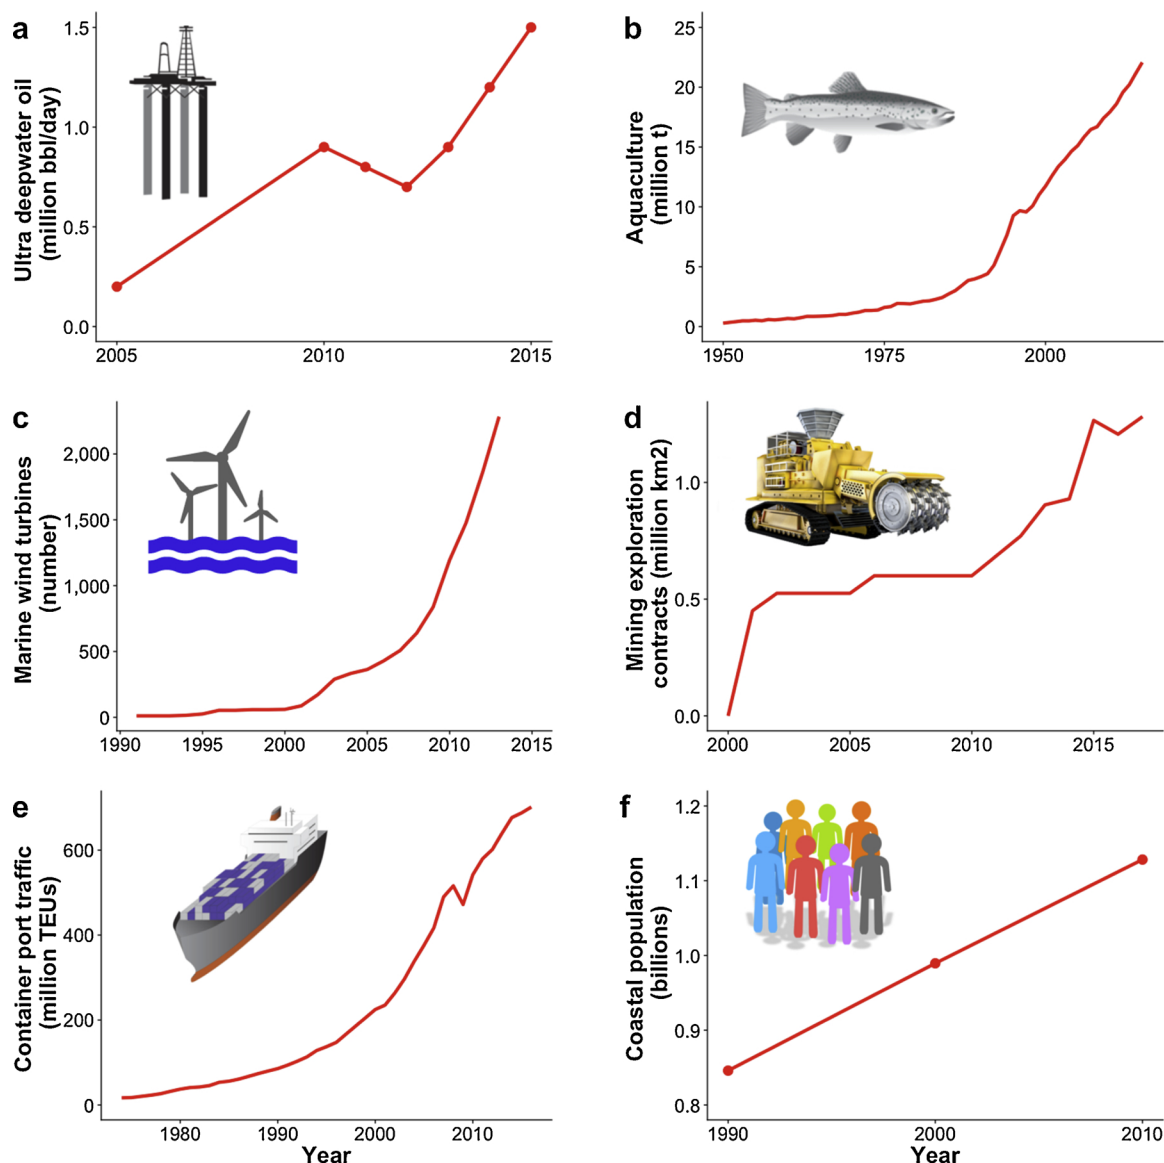 a
Ultra deepwater oil
(million bbl/day)
1.5
1.0
0.5
0.0
2005
2010
2015
b
Aquaculture
(million t)
25
20
15
10
5
0
1950
1975
2000
c
Marine wind turbines
(number)
2,000
1,500
1,000
500
0
1990
1995
2000
2005
2010
2015
d
Mining exploration
contracts (million km2)
1.0
0.5
0.0
2000
2005
2010
2015
e
Container port traffic
(million TEUs)
600
400
200
0
1980
1990
2000
2010
Year
f
Coastal population
(billions)
1.2
1.1
1.0
0.9
0.8
1990
2000
2010
Year